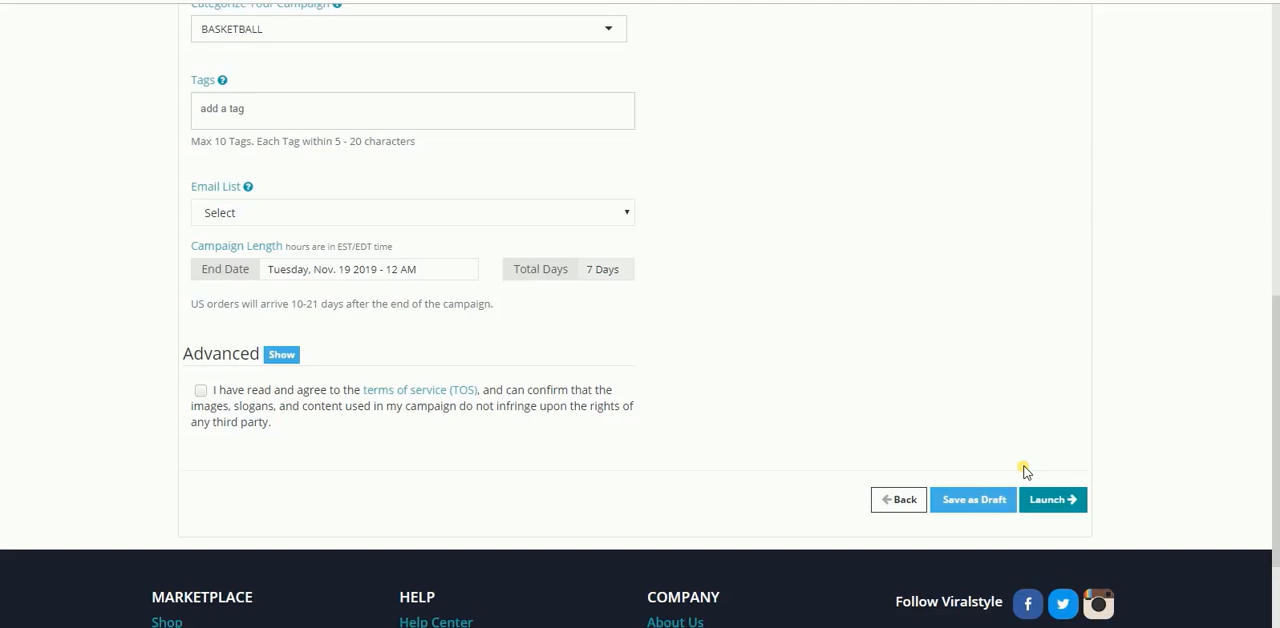 Categorize Your Campaign
BASKETBALL
Tags
add a tag
Max 10 Tags. Each Tag within 5 - 20 characters
Email List
Select
Campaign Length hours are in EST/EDT time
End Date Tuesday, Nov. 19 2019 - 12 AM Total Days 7 Days
US orders will arrive 10-21 days after the end of the campaign.
Advanced Show
I have read and agree to the terms of service (TOS), and can confirm that the
images, slogans, and content used in my campaign do not infringe upon the rights of
any third party.
Back Save as Draft Launch
MARKETPLACE HELP COMPANY Follow Viralstyle
Shop Help Center About Us